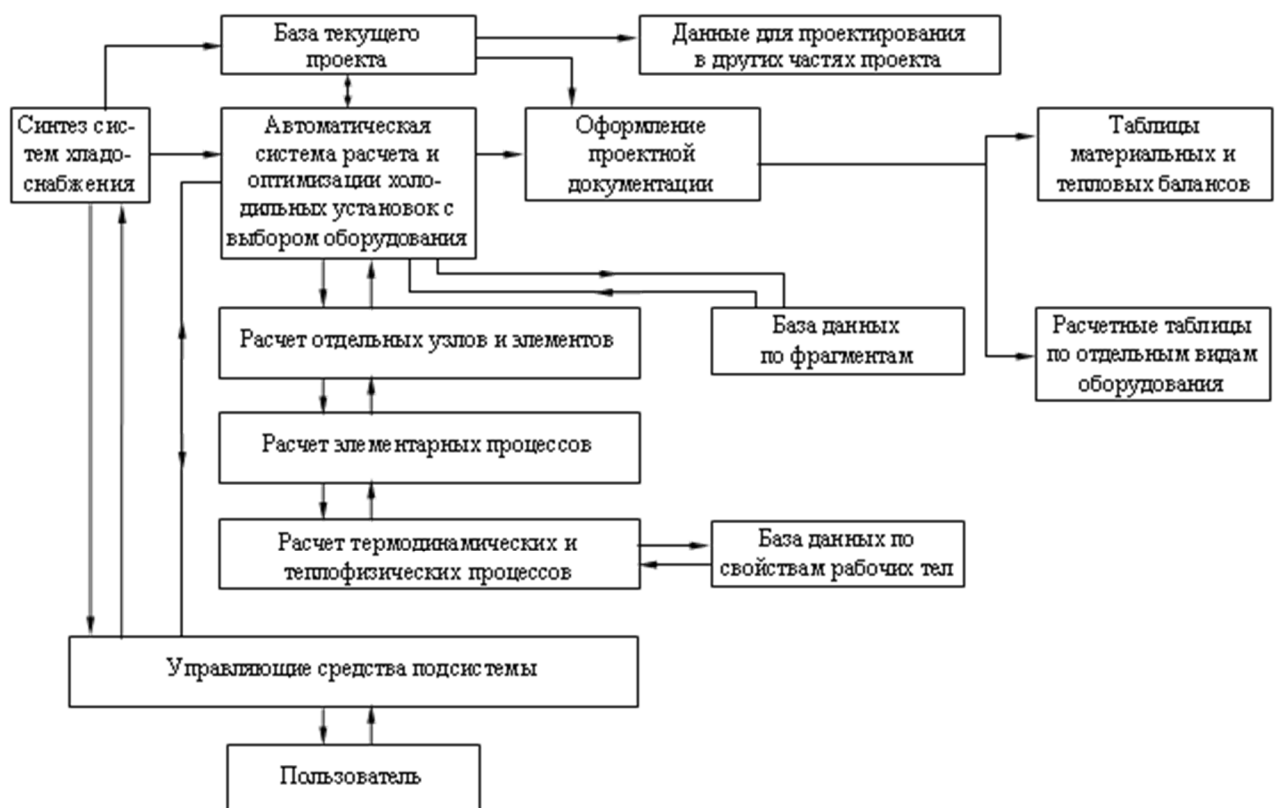 База текущего
проекта
Данные для проектирования
в других частях проекта
Синтез сис-
тем хладо-
снабжения
Автоматическая
система расчета и
оптимизации холо-
дильных установок с
выбором оборудования
Оформление
проектной
документации
Таблицы
материальных и
тепловых балансов
Расчет отдельных узлов и элементов
База данных
по фрагментам
Расчетные таблицы
по отдельным видам
оборудования
Расчет элементарных процессов
Расчет термодинамических и
теплофизических процессов
База данных по
свойствам рабочих тел
Управляющие средства подсистемы
Пользователь